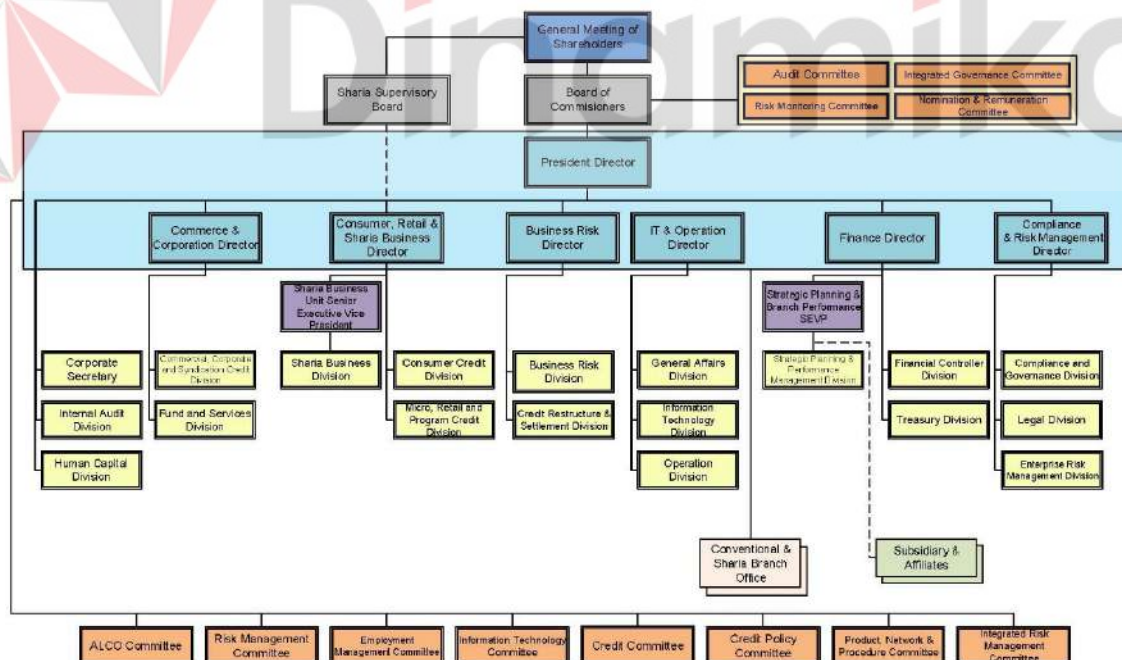 Dinamika
General Meeting of
Shareholders
Sharia Supervisory
Board
Board of
Commisioners
Audit Committee
Integrated Governance Committee
Risk Monitoring Committee
Nomination & Remuneration
Committee
President Director
Commerce &
Corporation Director
Consumer, Retail &
Sharia Business
Director
Business Risk
Director
IT & Operation
Director
Finance Director
Compliance
& Risk Management
Director
Sharia Business
Unit Senior
Executive Vice
President
Strategic Planning &
Branch Performance
SEVP
Corporate
Secretary
Commercial, Corporate
and Syndication Credit
Division
Sharia Business
Division
Consumer Credit
Division
Business Risk
Division
General Affairs
Division
Strategic Planning &
Performance
Management Division
Financial Controller
Division
Compliance and
Governance Division
Internal Audit
Division
Fund and Services
Division
Micro, Retail and
Program Credit
Division
Credit Restructure &
Settlement Division
Information
Technology
Division
Treasury Division
Legal Division
Human Capital
Division
Operation
Division
Enterprise Risk
Management Division
Conventional &
Sharia Branch
Office
Subsidiary &
Affiliates
ALCO Committee
Risk Management
Committee
Employment
Management Committee
Information Technology
Committee
Credit Committee
Credit Policy
Committee
Product, Network &
Procedure Committee
Integrated Risk
Management
Committee